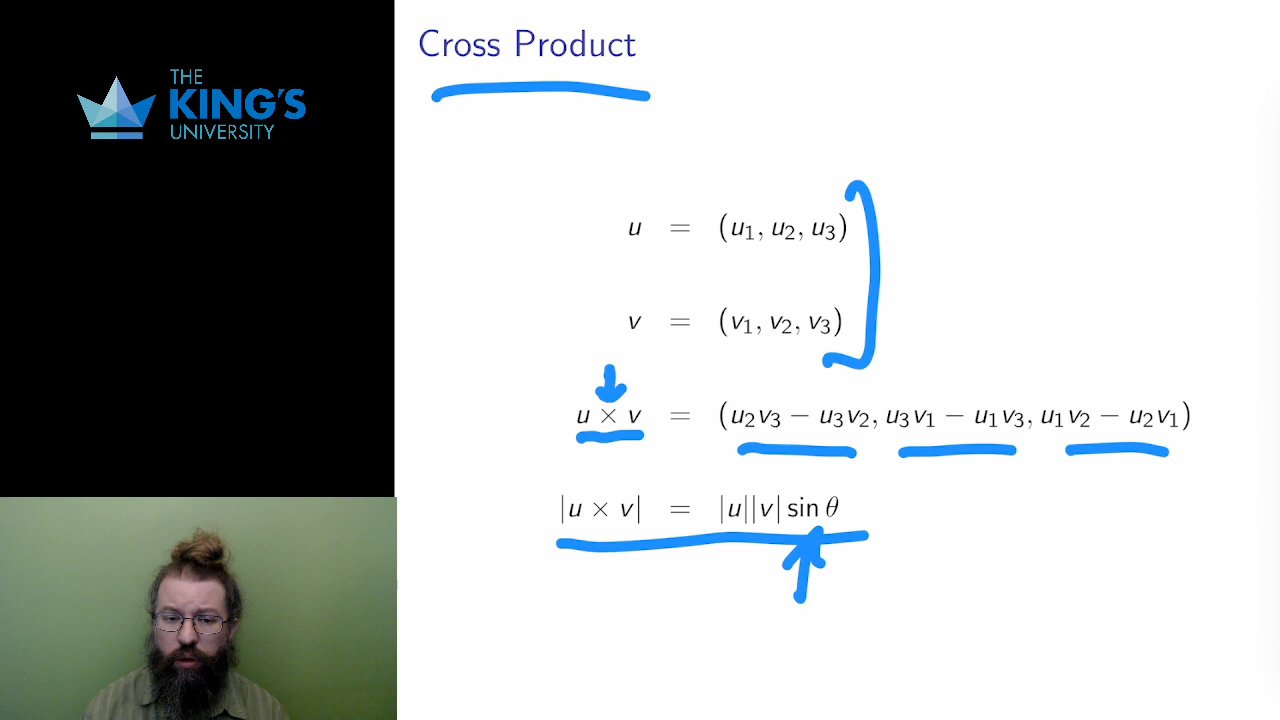 THE
KING'S
UNIVERSITY
Cross Product
u = (u₁, u₂, u₃)
v = (v₁, v₂, v₃)
u × v = (u₂v₃ − u₃v₂, u₃v₁ − u₁v₃, u₁v₂ − u₂v₁)
|u × v| = |u||v| sin θ